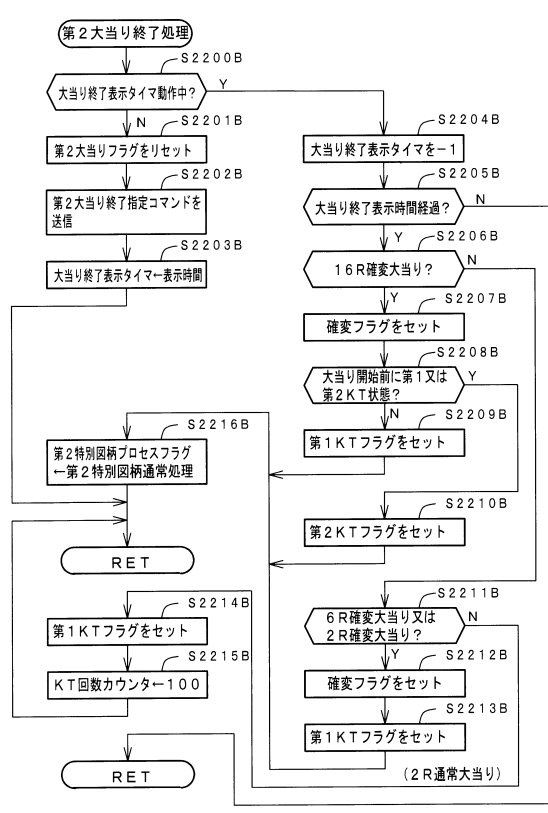 第2大当り終了処理
S2200B
大当り終了表示タイマ動作中?
Y
N
S2201B
第2大当りフラグをリセット
S2202B
第2大当り終了指定コマンドを
送信
S2203B
大当り終了表示タイマ←表示時間
S2204B
大当り終了表示タイマを-1
S2205B
大当り終了表示時間経過?
N
Y
S2206B
16R確変大当り?
N
Y
S2207B
確変フラグをセット
S2208B
大当り開始前に第1又は
第2KT状態?
Y
N
S2209B
第1KTフラグをセット
S2216B
第2特別図柄プロセスフラグ
←第2特別図柄通常処理
S2210B
第2KTフラグをセット
RET
S2211B
6R確変大当り又は
2R確変大当り?
N
Y
S2212B
確変フラグをセット
S2213B
第1KTフラグをセット
(2R通常大当り)
S2214B
第1KTフラグをセット
S2215B
KT回数カウンタ←100
RET